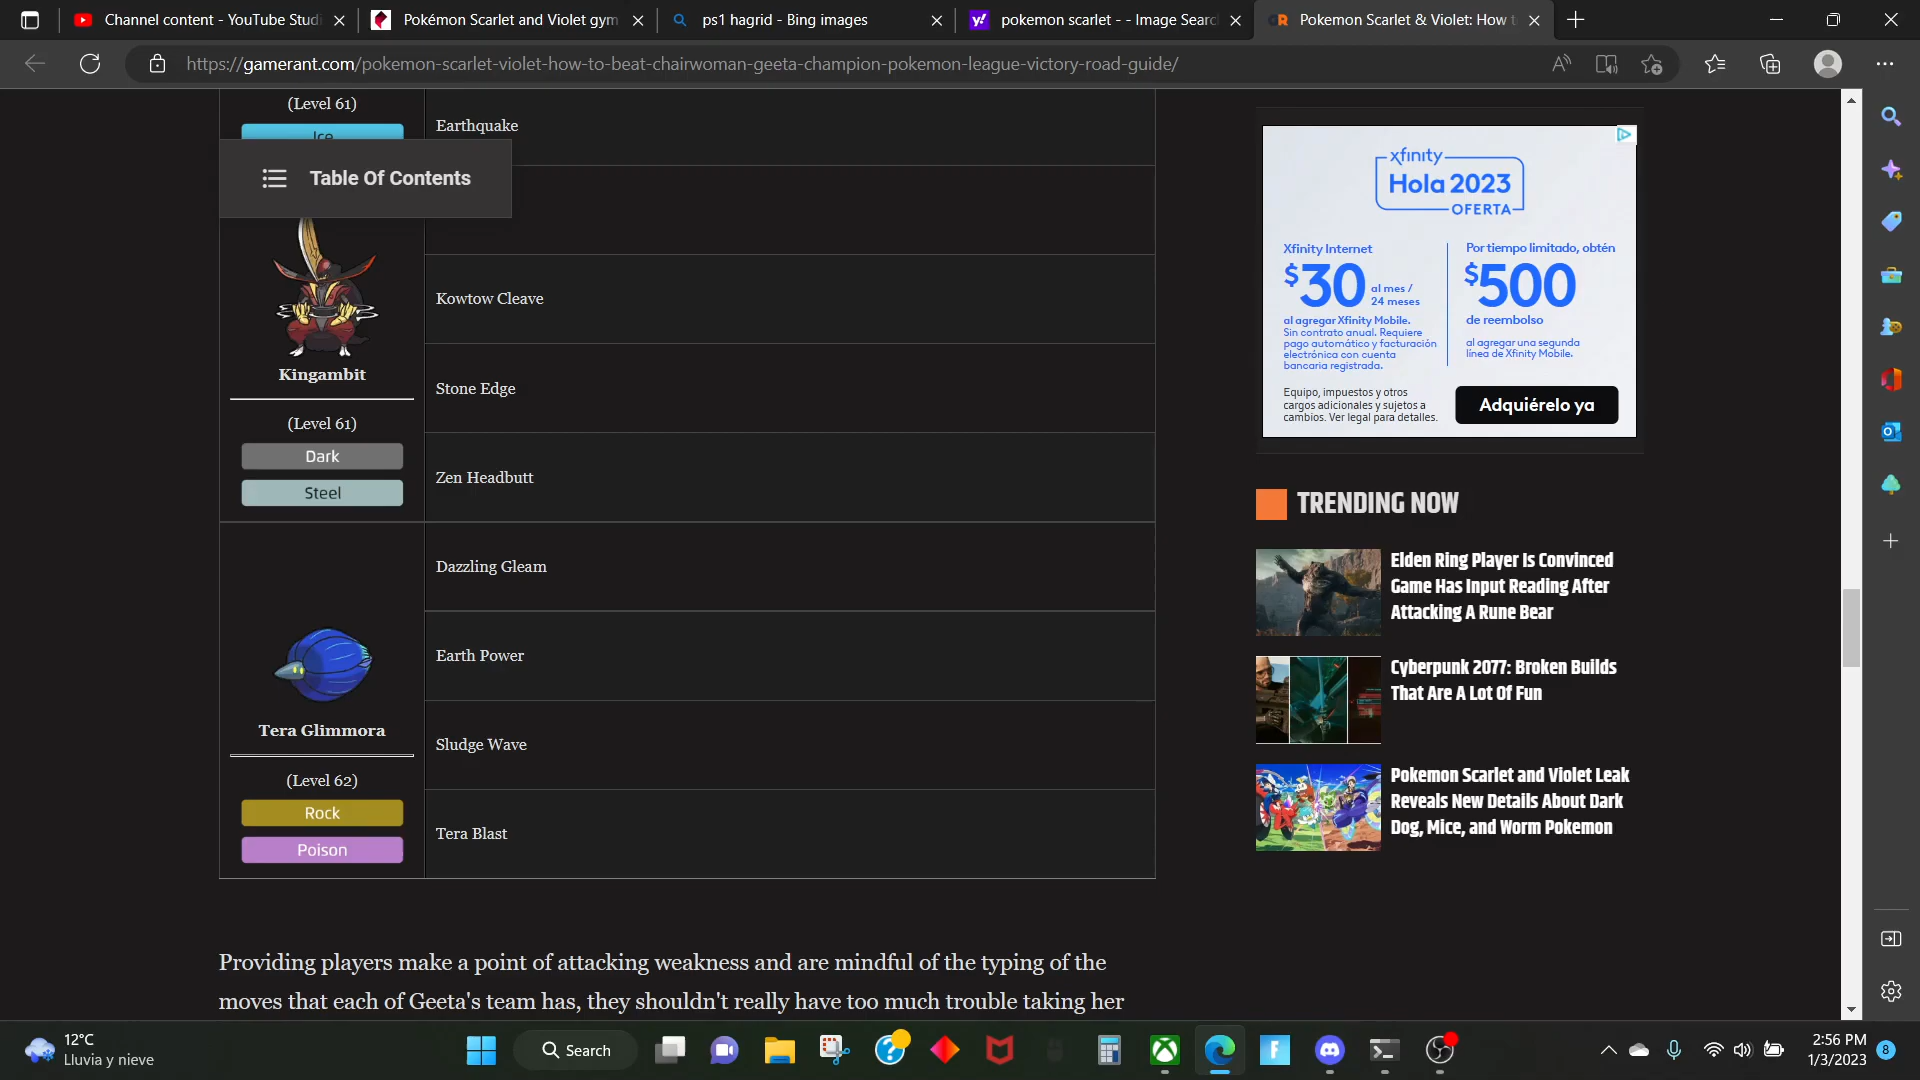 Channel content - YouTube Studi
Pokémon Scarlet and Violet gym
ps1 hagrid - Bing images
pokemon scarlet - - Image Searc
Pokemon Scarlet & Violet: How t
https://gamerant.com/pokemon-scarlet-violet-how-to-beat-chairwoman-geeta-champion-pokemon-league-victory-road-guide/
(Level 61)
Ice
Earthquake
Table Of Contents
Kowtow Cleave
Kingambit
Stone Edge
(Level 61)
Dark
Zen Headbutt
Steel
Dazzling Gleam
Earth Power
Tera Glimmora
Sludge Wave
(Level 62)
Rock
Tera Blast
Poison
Providing players make a point of attacking weakness and are mindful of the typing of the
moves that each of Geeta's team has, they shouldn't really have too much trouble taking her
xfinity
Hola 2023
OFERTA
Xfinity Internet
$30 al mes /
24 meses
al agregar Xfinity Mobile.
Sin contrato anual. Requiere
pago automático y facturación
electrónica con cuenta
bancaria registrada.
Por tiempo limitado, obtén
$500
de reembolso
al agregar una segunda
línea de Xfinity Mobile.
Equipo, impuestos y otros
cargos adicionales y sujetos a
cambios. Ver legal para detalles.
Adquiérelo ya
TRENDING NOW
Elden Ring Player Is Convinced
Game Has Input Reading After
Attacking A Rune Bear
Cyberpunk 2077: Broken Builds
That Are A Lot Of Fun
Pokemon Scarlet and Violet Leak
Reveals New Details About Dark
Dog, Mice, and Worm Pokemon
12°C
Lluvia y nieve
Search
2:56 PM
1/3/2023
8